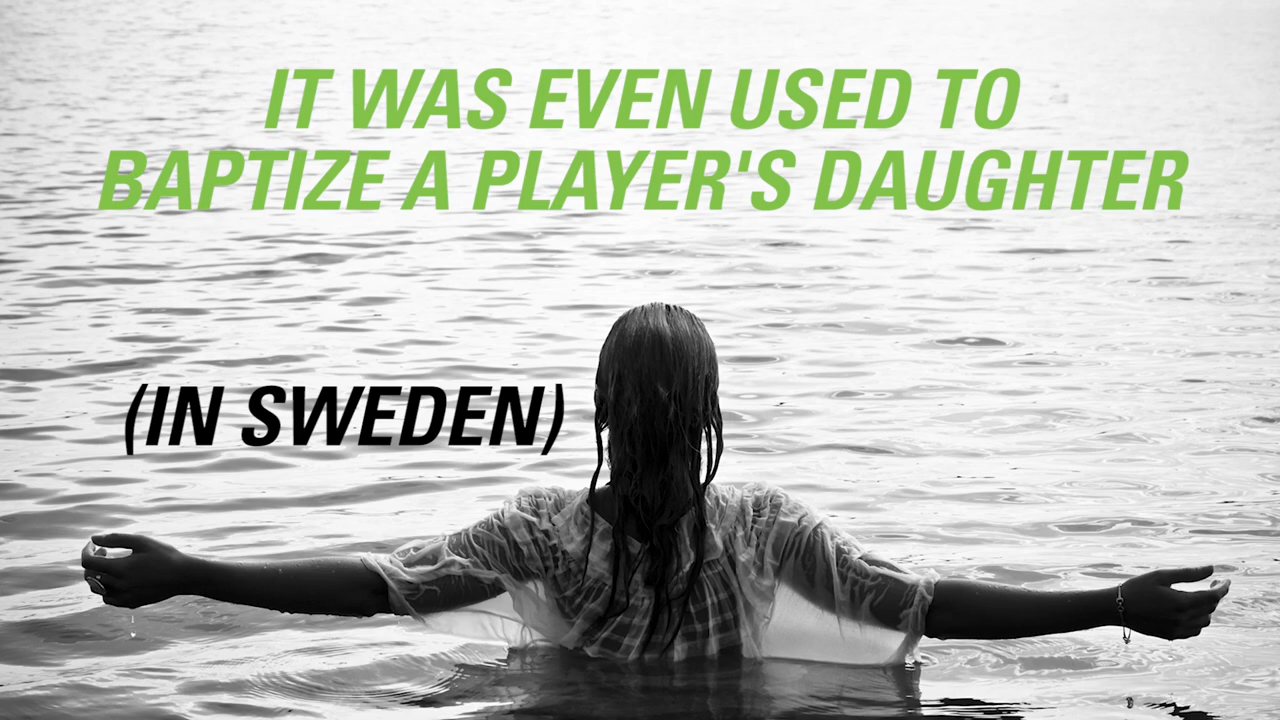 IT WAS EVEN USED TO
BAPTIZE A PLAYER'S DAUGHTER
(IN SWEDEN)